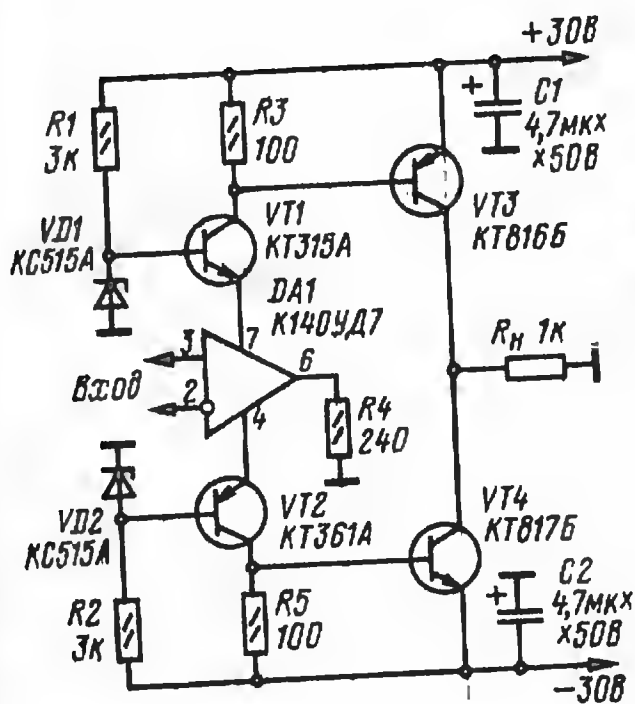 +30В
R1
3к
R3
100
+
C1
4,7мк×
×50В
VD1
КС515А
VT1
КТ315А
VT3
КТ816Б
DA1
К140УД7
3
7
6
Вход
2
4
Rн 1к
R4
240
VD2
КС515А
VT2
КТ361А
VT4
КТ817Б
R2
3к
R5
100
+
C2
4,7мк×
×50В
-30В